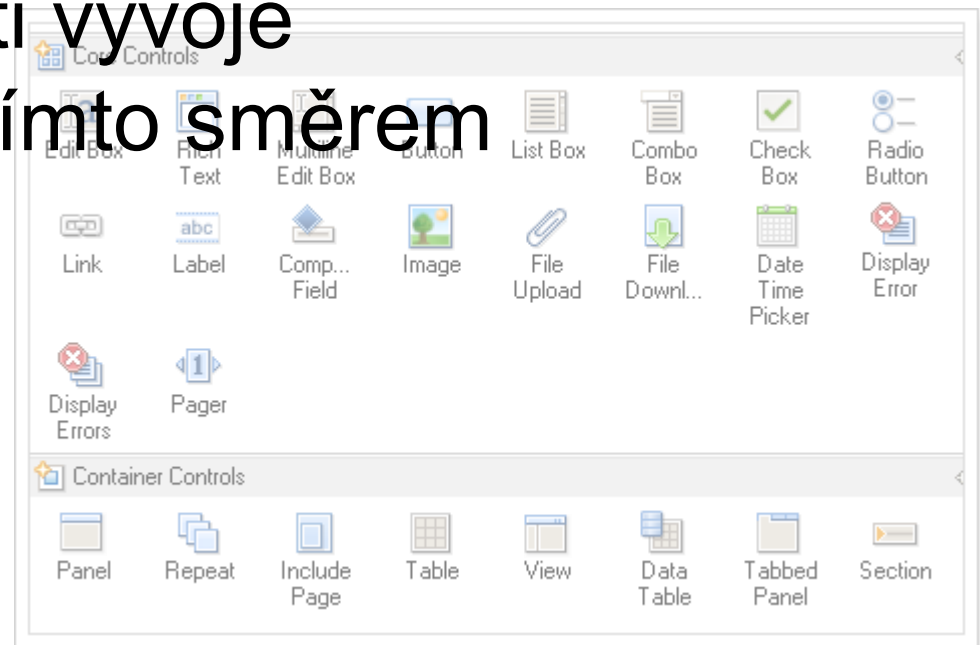 ti vývoje
Core Controls
ímto směrem
Edit Box Rich Multiline Button List Box Combo Check Radio
Text Edit Box Box Box Button
Link Label Comp... Image File File Date Display
Field Upload Downl... Time Error
Picker
Display Pager
Errors
Container Controls
Panel Repeat Include Table View Data Tabbed Section
Page Table Panel
abc
1